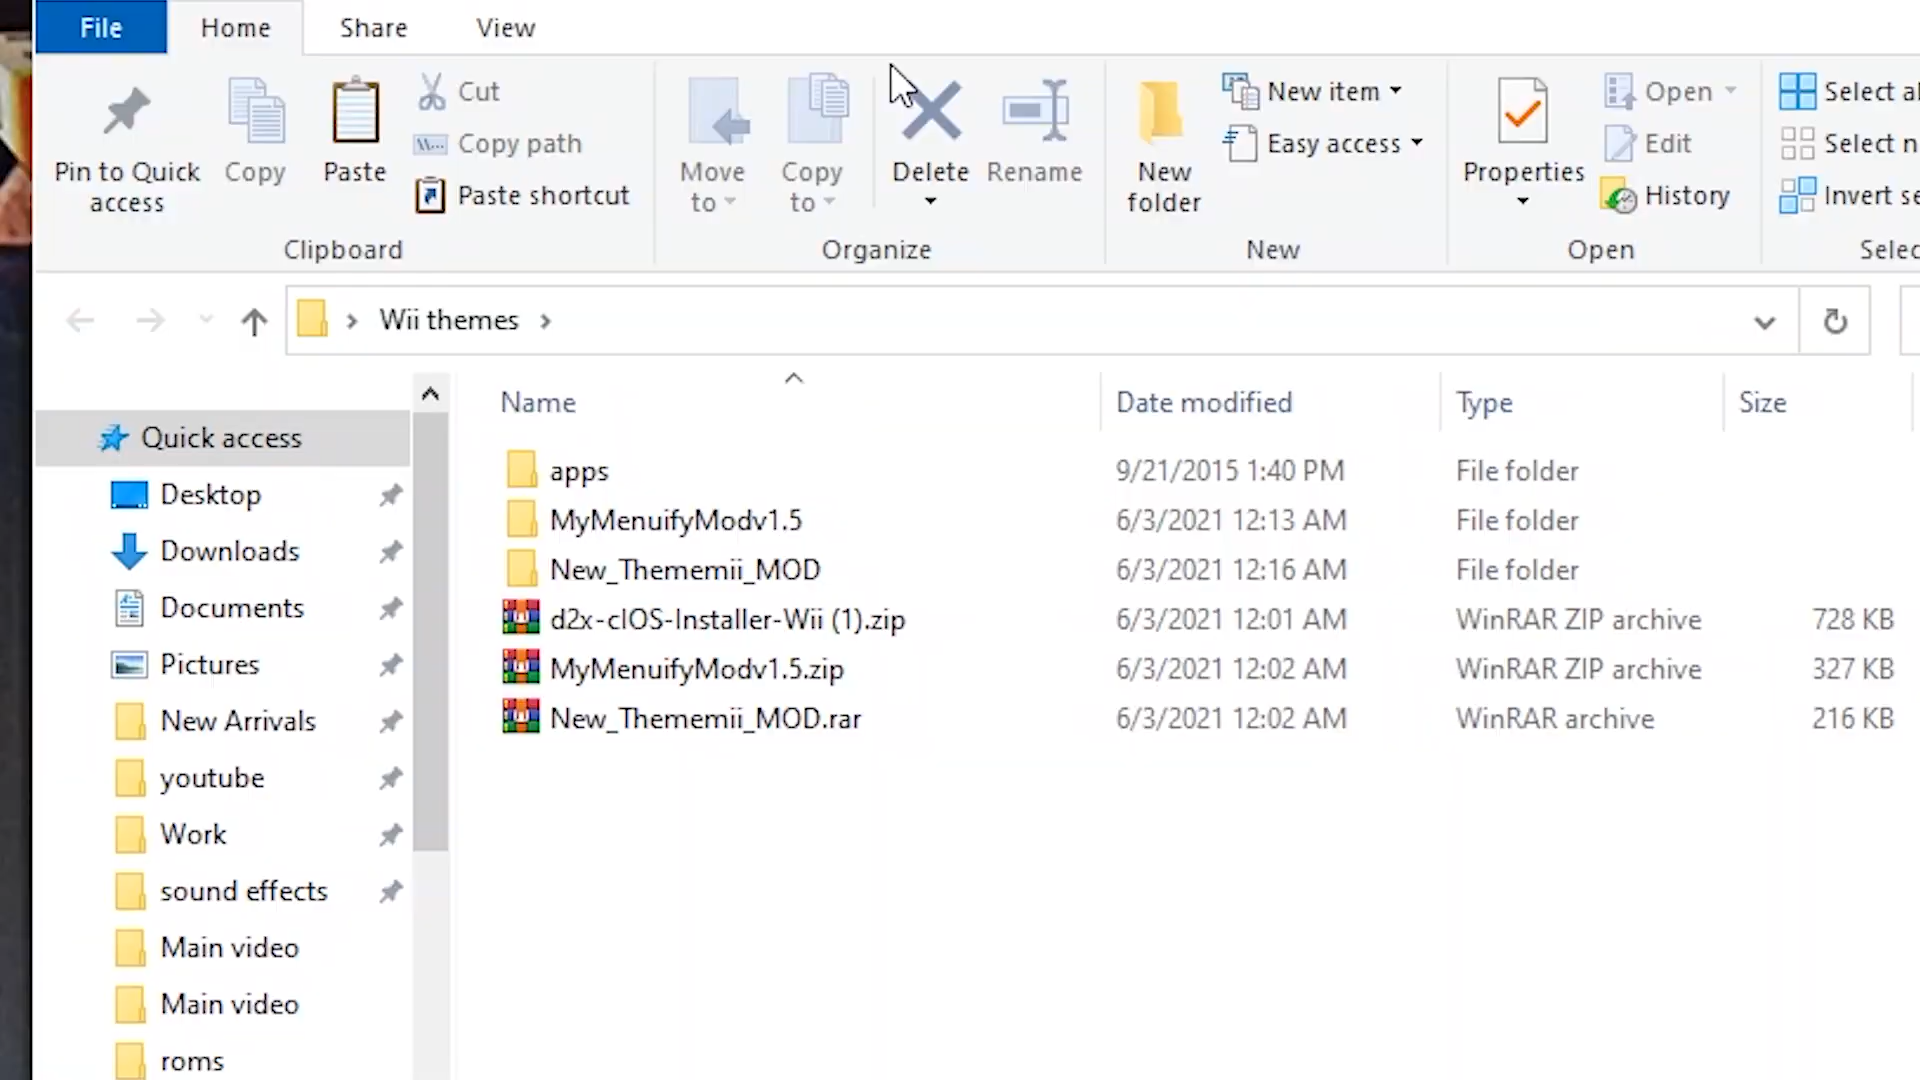 File Home Share View
Pin to Quick access
Copy
Paste
Cut
Copy path
Paste shortcut
Clipboard
Move to
Copy to
Delete
Rename
Organize
New folder
New item
Easy access
New
Properties
Open
Edit
History
Open
Select al
Select n
Invert se
Selec
Wii themes
Name Date modified Type Size
Quick access
Desktop
Downloads
Documents
Pictures
New Arrivals
youtube
Work
sound effects
Main video
Main video
roms
apps 9/21/2015 1:40 PM File folder
MyMenuifyModv1.5 6/3/2021 12:13 AM File folder
New_Thememii_MOD 6/3/2021 12:16 AM File folder
d2x-cIOS-Installer-Wii (1).zip 6/3/2021 12:01 AM WinRAR ZIP archive 728 KB
MyMenuifyModv1.5.zip 6/3/2021 12:02 AM WinRAR ZIP archive 327 KB
New_Thememii_MOD.rar 6/3/2021 12:02 AM WinRAR archive 216 KB